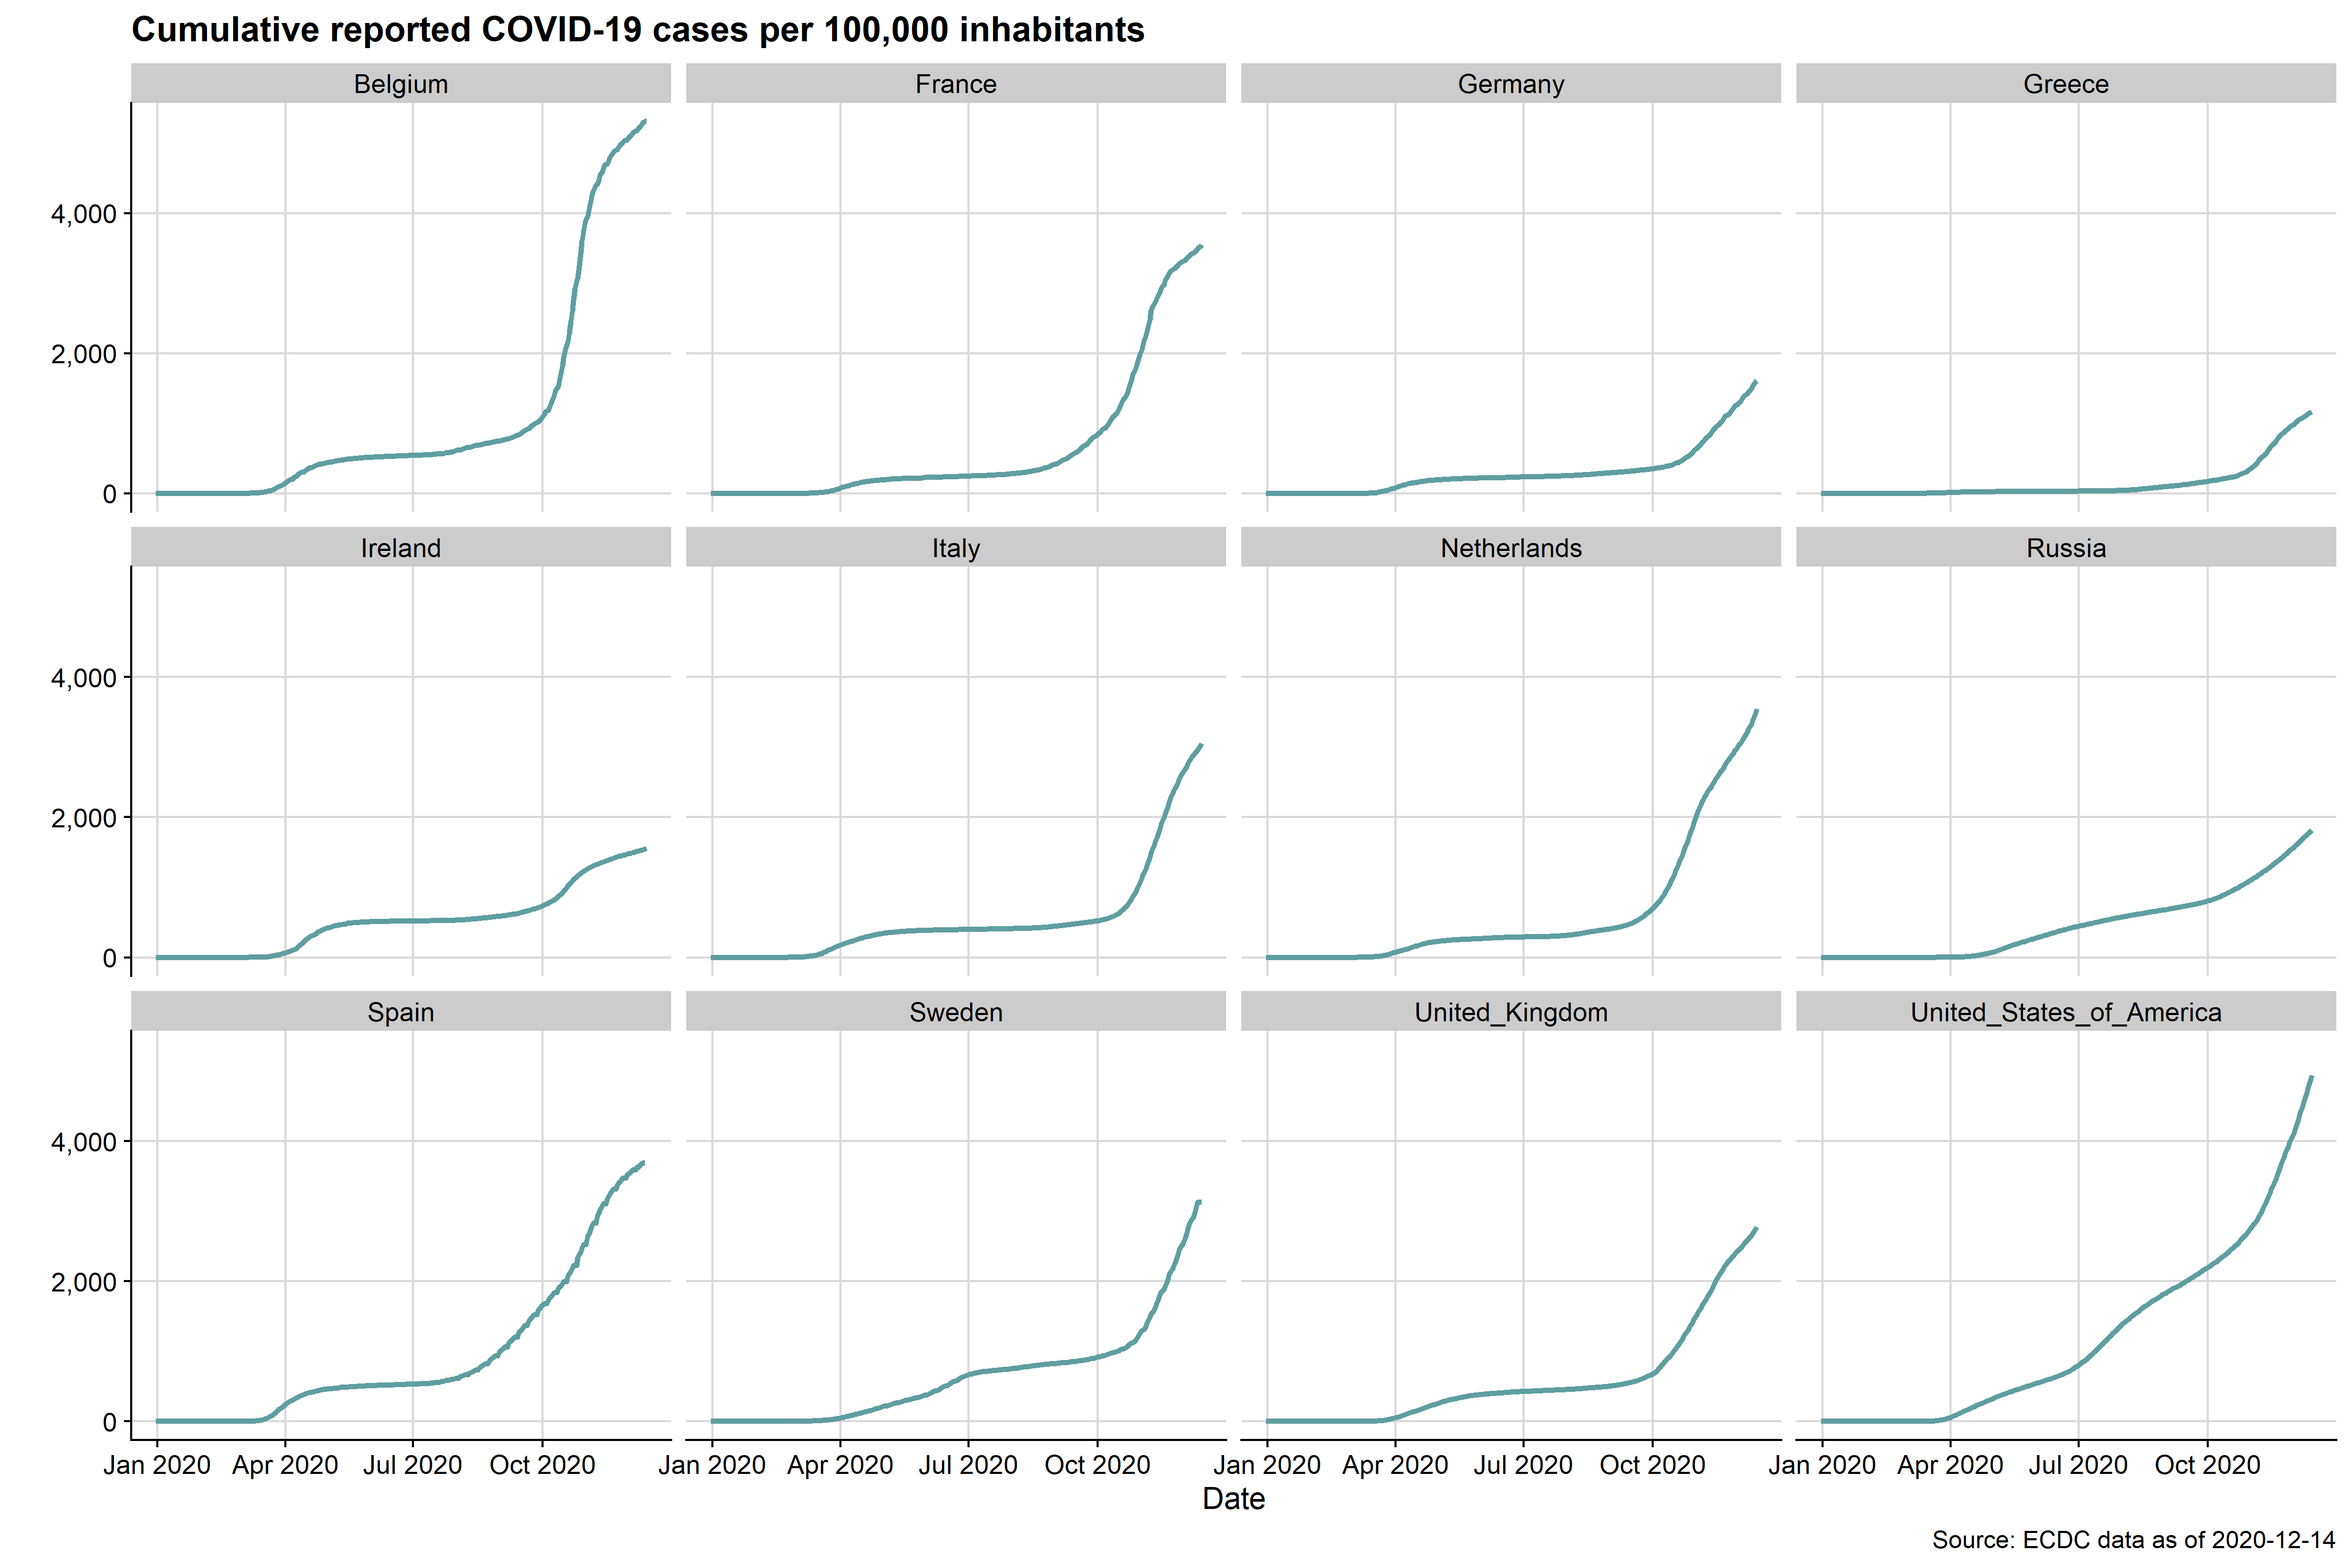 Cumulative reported COVID-19 cases per 100,000 inhabitants
Belgium France Germany Greece
4,000
2,000
0
Ireland Italy Netherlands Russia
4,000
2,000
0
Spain Sweden United_Kingdom United_States_of_America
4,000
2,000
0
Jan 2020 Apr 2020 Jul 2020 Oct 2020 Jan 2020 Apr 2020 Jul 2020 Oct 2020 Jan 2020 Apr 2020 Jul 2020 Oct 2020 Jan 2020 Apr 2020 Jul 2020 Oct 2020
Date
Source: ECDC data as of 2020-12-14